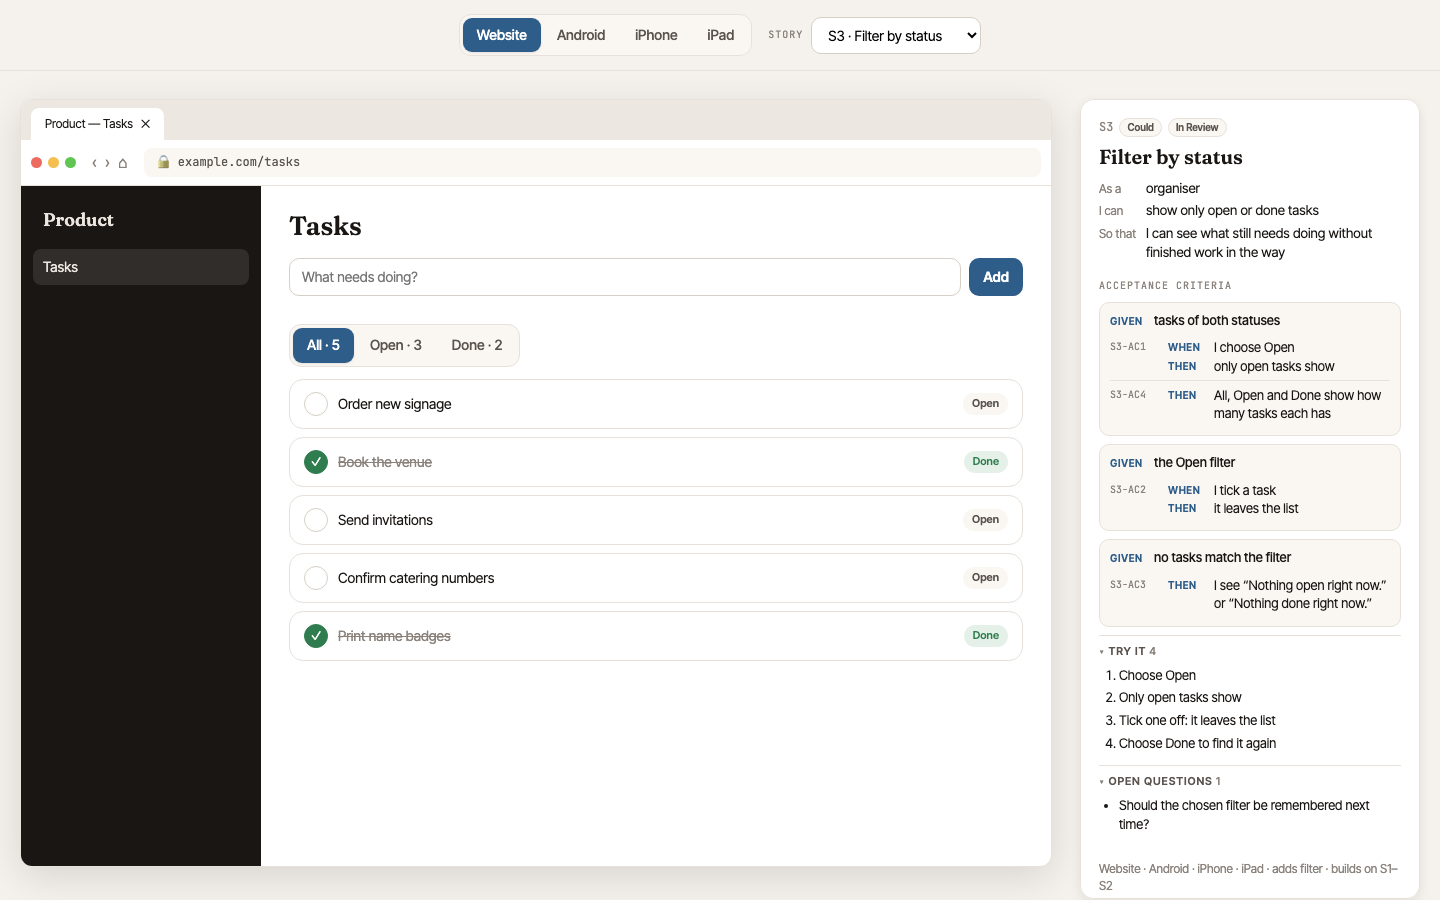 Website Android iPhone iPad STORY S3 · Filter by status
Product — Tasks
example.com/tasks
Product
Tasks
Tasks
What needs doing? Add
All · 5 Open · 3 Done · 2
Order new signage Open
Book the venue Done
Send invitations Open
Confirm catering numbers Open
Print name badges Done
S3 Could In Review
Filter by status
As a organiser
I can show only open or done tasks
So that I can see what still needs doing without
finished work in the way
ACCEPTANCE CRITERIA
GIVEN tasks of both statuses
S3-AC1 WHEN I choose Open
THEN only open tasks show
S3-AC4 THEN All, Open and Done show how
many tasks each has
GIVEN the Open filter
S3-AC2 WHEN I tick a task
THEN it leaves the list
GIVEN no tasks match the filter
S3-AC3 THEN I see “Nothing open right now.”
or “Nothing done right now.”
TRY IT 4
1. Choose Open
2. Only open tasks show
3. Tick one off: it leaves the list
4. Choose Done to find it again
OPEN QUESTIONS 1
• Should the chosen filter be remembered next
time?
Website · Android · iPhone · iPad · adds filter · builds on S1–
S2